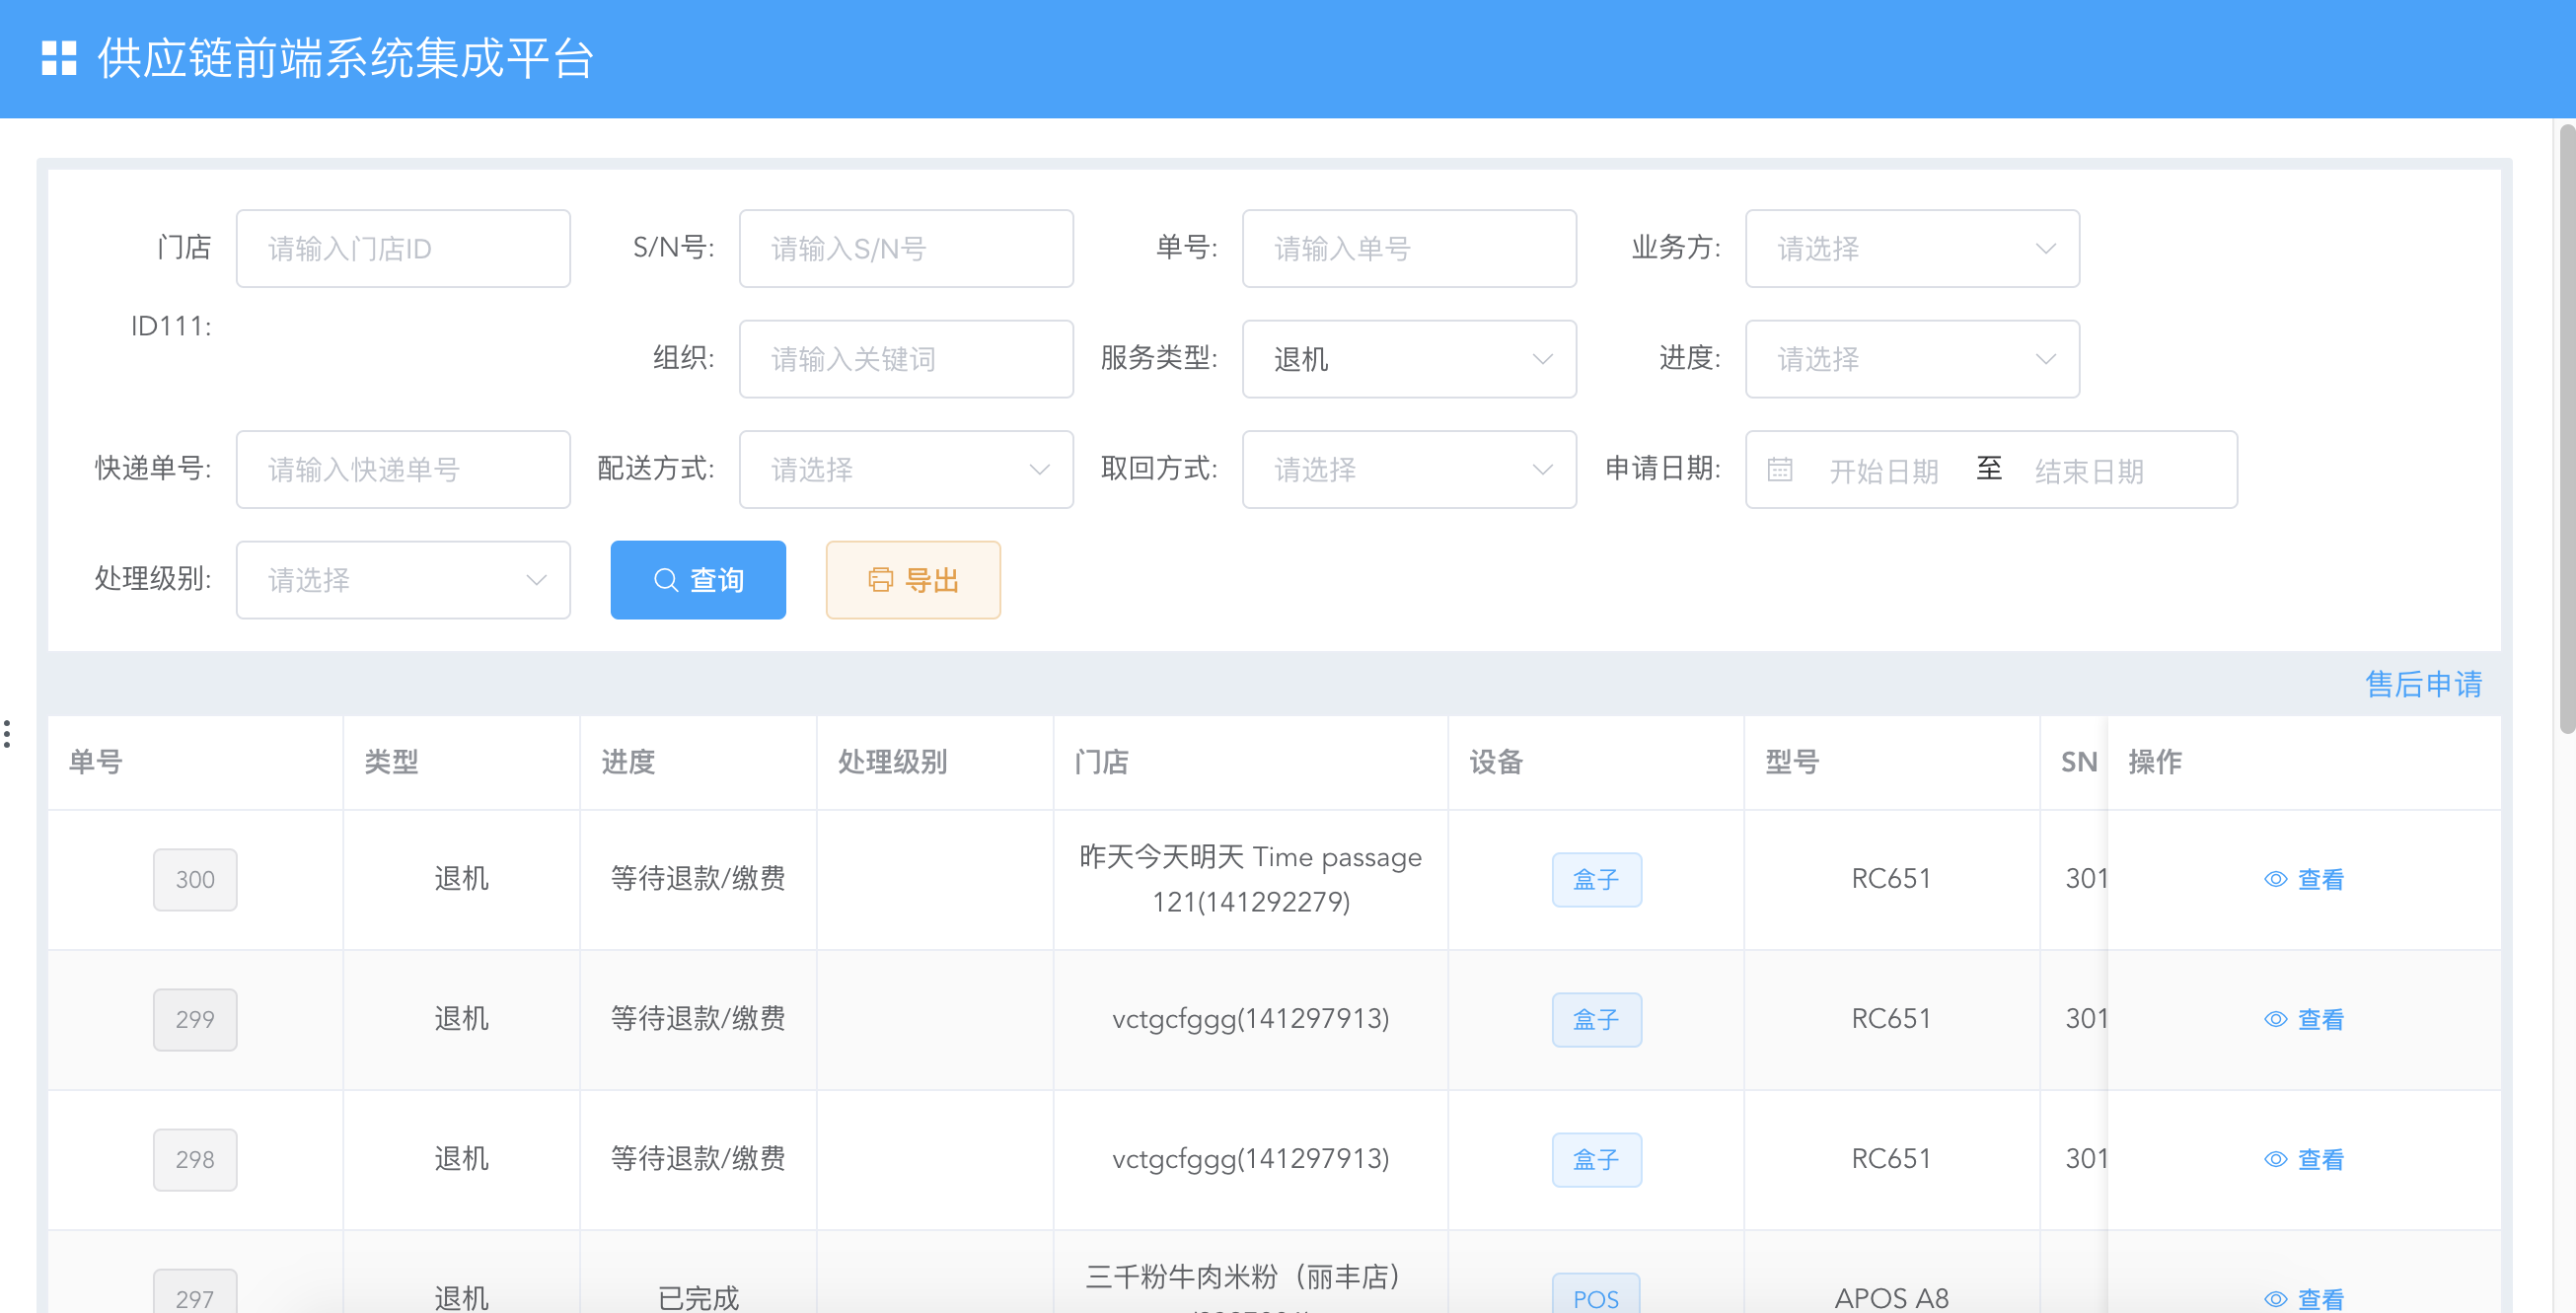 供应链前端系统集成平台
门店 请输入门店ID S/N号: 请输入S/N号 单号: 请输入单号 业务方: 请选择
ID111:
组织: 请输入关键词 服务类型: 退机 进度: 请选择
快递单号: 请输入快递单号 配送方式: 请选择 取回方式: 请选择 申请日期: 开始日期 至 结束日期
处理级别: 请选择 查询 导出
售后申请
单号 类型 进度 处理级别 门店 设备 型号 SN 操作
300 退机 等待退款/缴费 昨天今天明天 Time passage 盒子 RC651 301 查看
121(141292279)
299 退机 等待退款/缴费 vctgcfggg(141297913) 盒子 RC651 301 查看
298 退机 等待退款/缴费 vctgcfggg(141297913) 盒子 RC651 301 查看
297 退机 已完成 三千粉牛肉米粉（丽丰店） POS APOS A8 查看